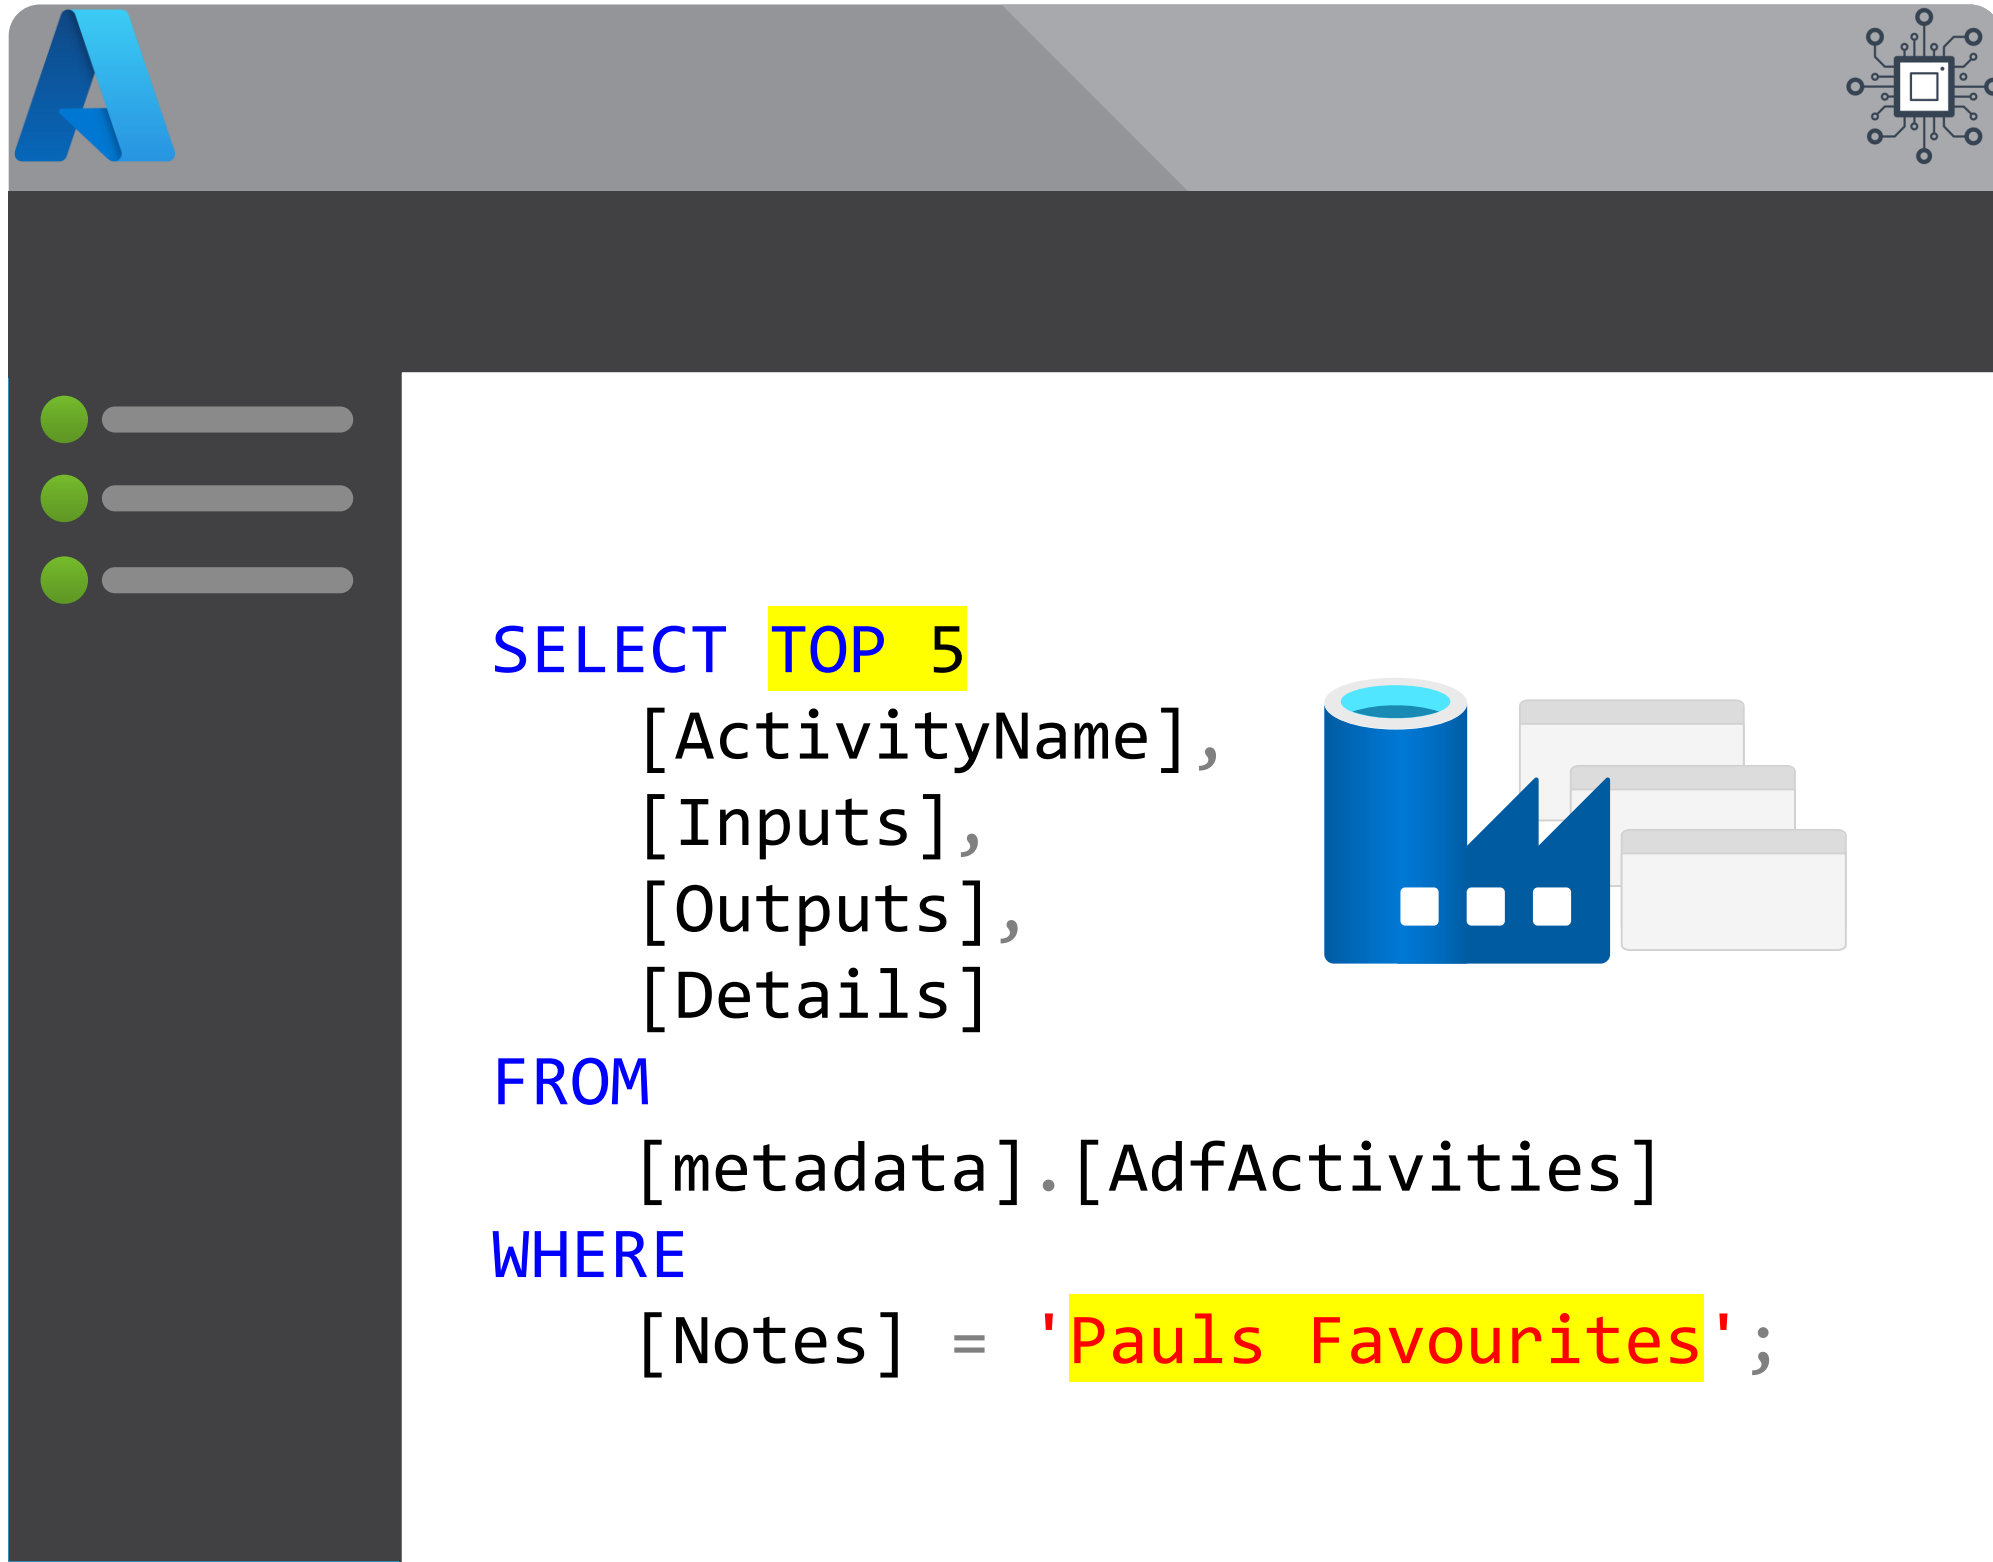 SELECT TOP 5
[ActivityName],
[Inputs],
[Outputs],
[Details]
FROM
[metadata].[AdfActivities]
WHERE
[Notes] = 'Pauls Favourites';